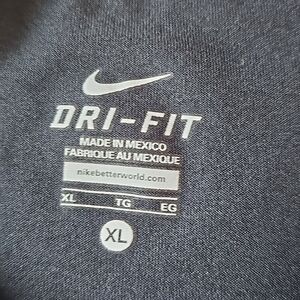 DRI-FIT
MADE IN MEXICO
FABRIQUE AU MEXIQUE
nikebetterworld.com
XL TG EG
XL